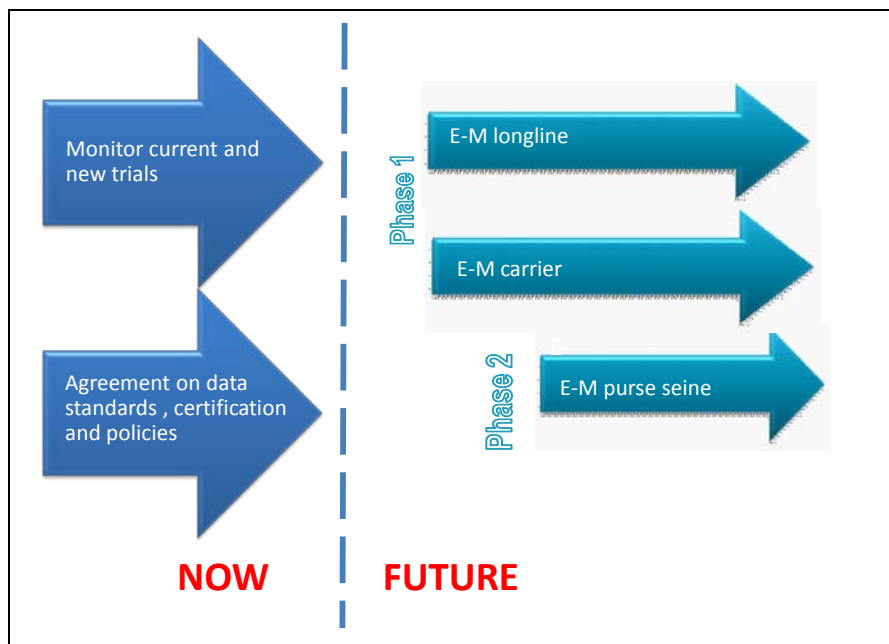 Monitor current and
new trials
Agreement on data
standards , certification
and policies
NOW
Phase 1
E-M longline
E-M carrier
Phase 2
E
E-M purse seine
FUTURE